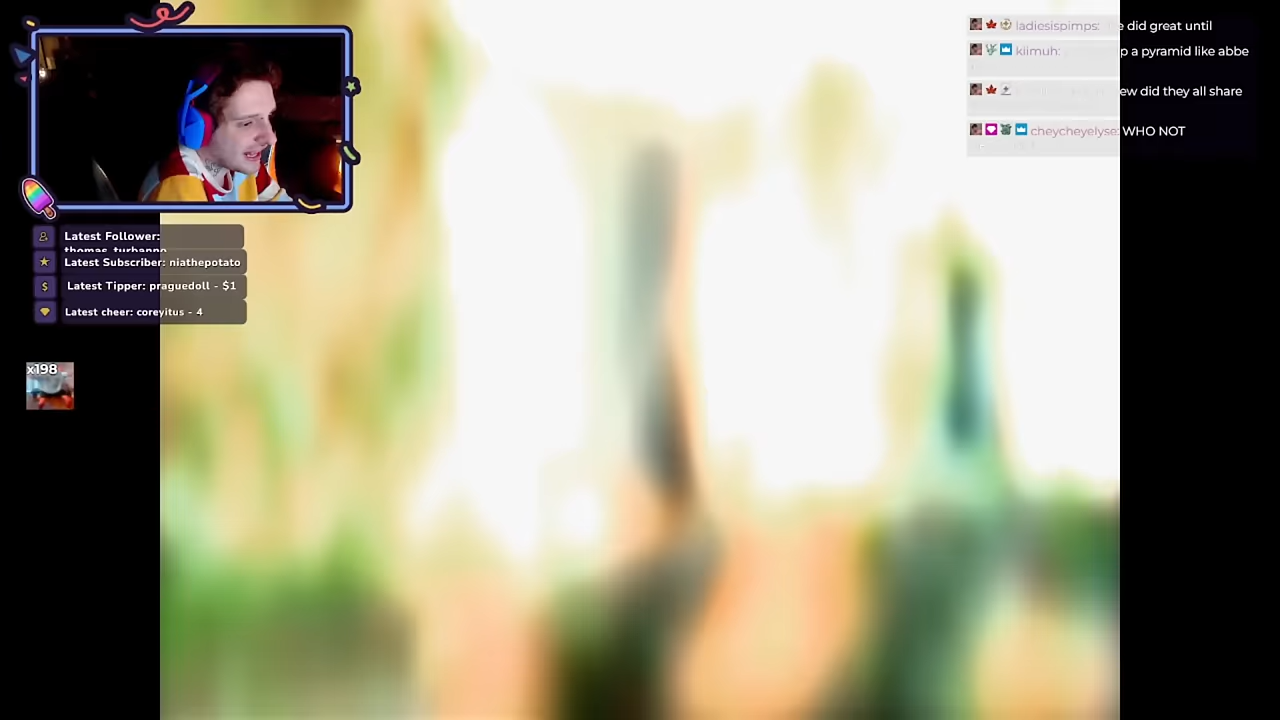 ladiesispimps: e did great until
kiimuh: p a pyramid like abbe
ew did they all share
cheycheyelyse: WHO NOT
Latest Follower:
thomas_turbanno
Latest Subscriber: niathepotato
Latest Tipper: praguedoll - $1
Latest cheer: coreyitus - 4
x198